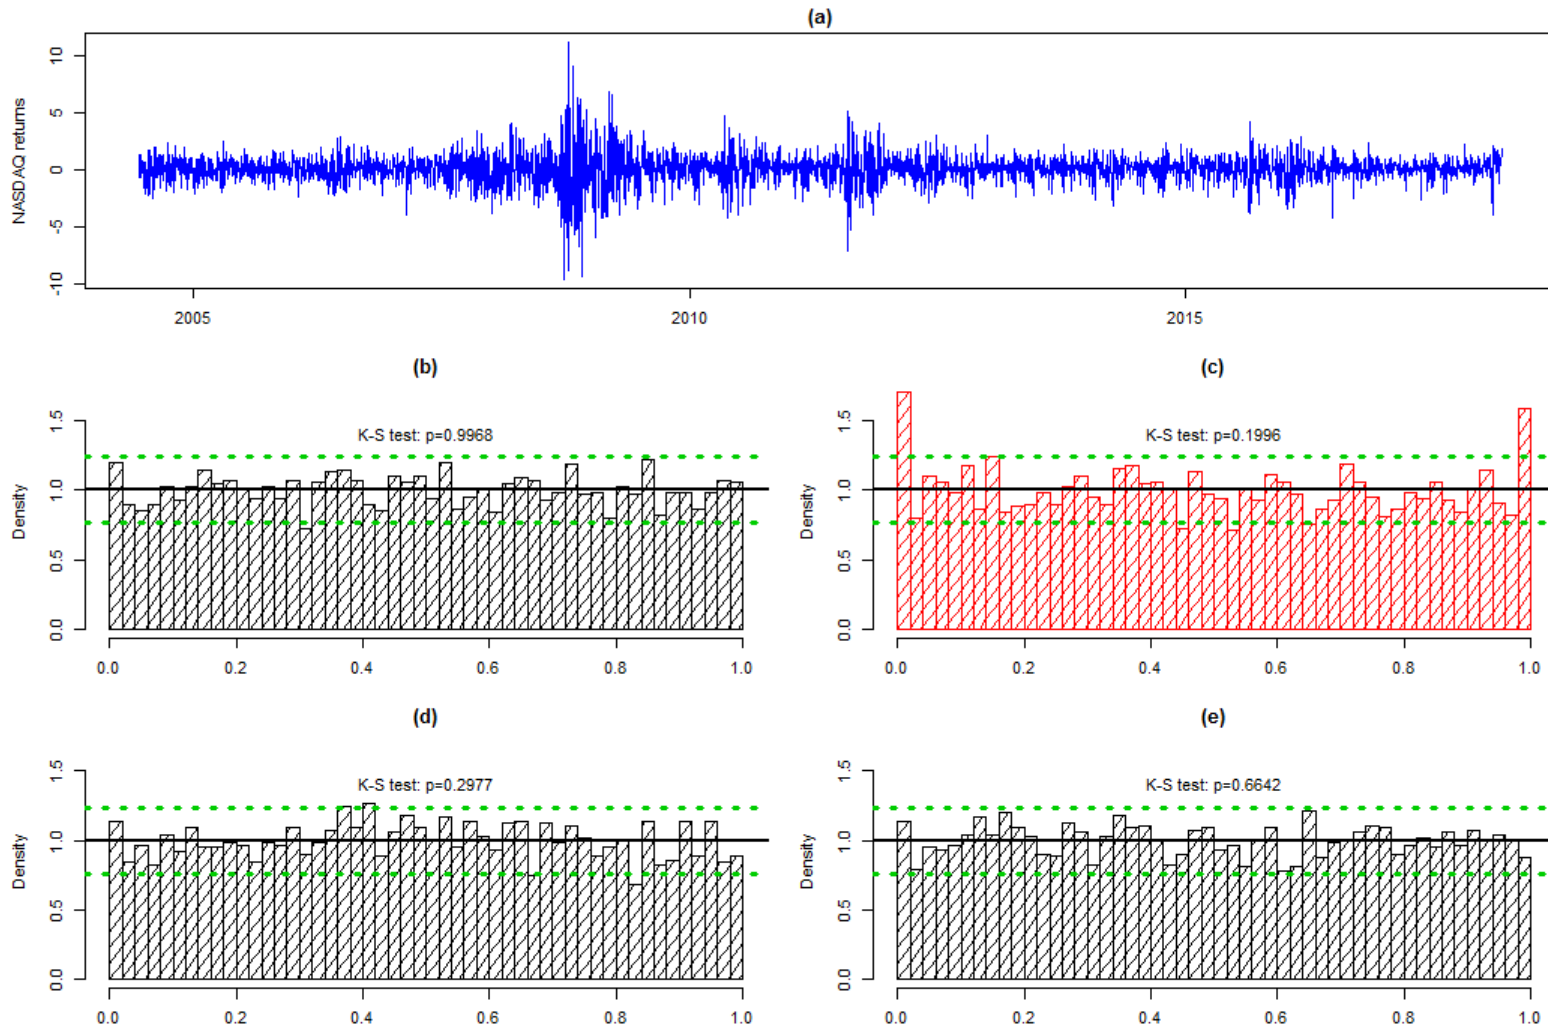 (a)
NASDAQ returns
10
5
0
-5
-10
2005
2010
2015
(b)
K-S test: p=0.9968
Density
1.5
1.0
0.5
0.0
0.0 0.2 0.4 0.6 0.8 1.0
(c)
K-S test: p=0.1996
Density
1.5
1.0
0.5
0.0
0.0 0.2 0.4 0.6 0.8 1.0
(d)
K-S test: p=0.2977
Density
1.5
1.0
0.5
0.0
0.0 0.2 0.4 0.6 0.8 1.0
(e)
K-S test: p=0.6642
Density
1.5
1.0
0.5
0.0
0.0 0.2 0.4 0.6 0.8 1.0